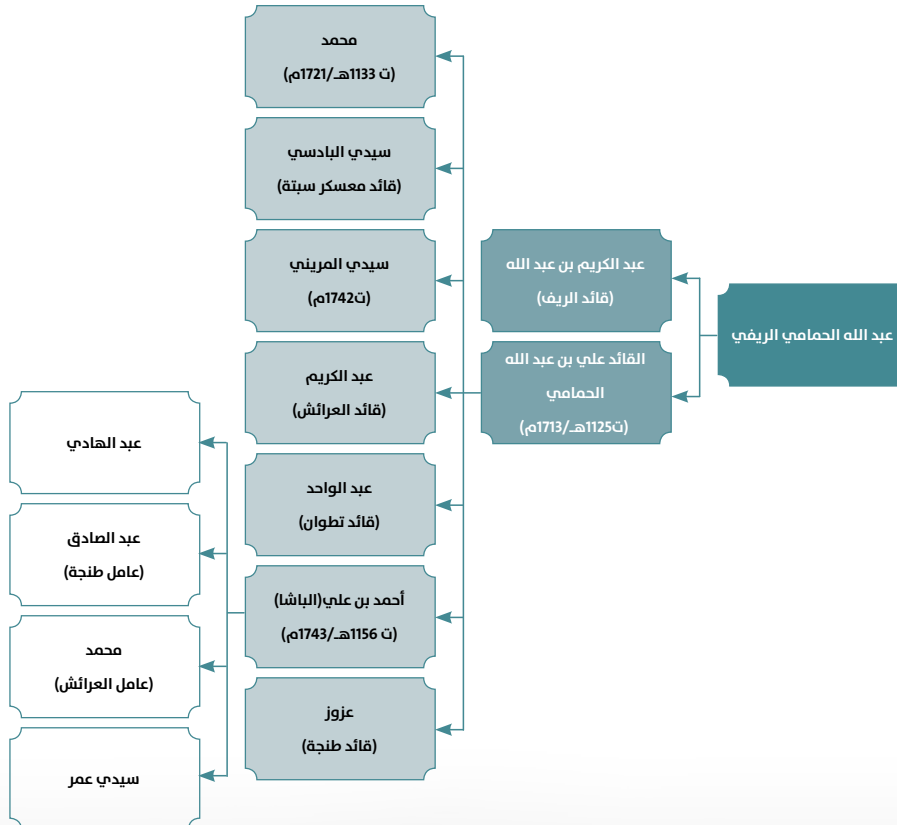 عبد الله الحمامي الريفي
عبد الكريم بن عبد الله
(قائد الريف)
القائد علي بن عبد الله
الحمامي
(ت1125هـ/1713م)
محمد
(ت 1133هـ/1721م)
سيدي البادسي
(قائد معسكر سبتة)
سيدي المريني
(ت1742م)
عبد الكريم
(قائد العرائش)
عبد الواحد
(قائد تطوان)
أحمد بن علي(الباشا)
(ت 1156هـ/1743م)
عزوز
(قائد طنجة)
عبد الهادي
عبد الصادق
(عامل طنجة)
محمد
(عامل العرائش)
سيدي عمر